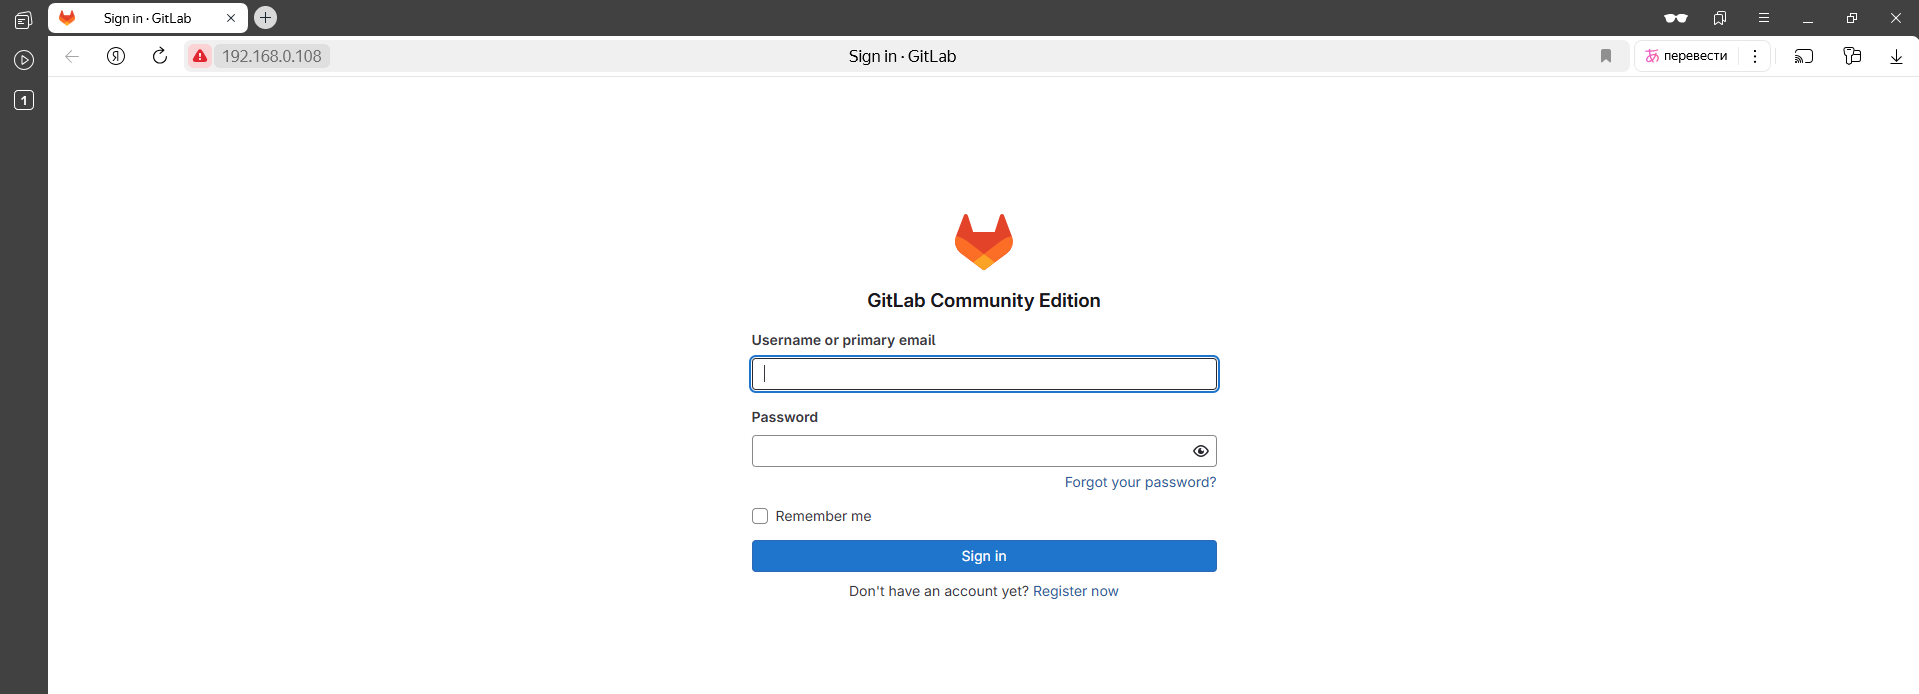 Sign in · GitLab
192.168.0.108
Sign in · GitLab
перевести
1
GitLab Community Edition
Username or primary email
Password
Forgot your password?
Remember me
Sign in
Don't have an account yet? Register now